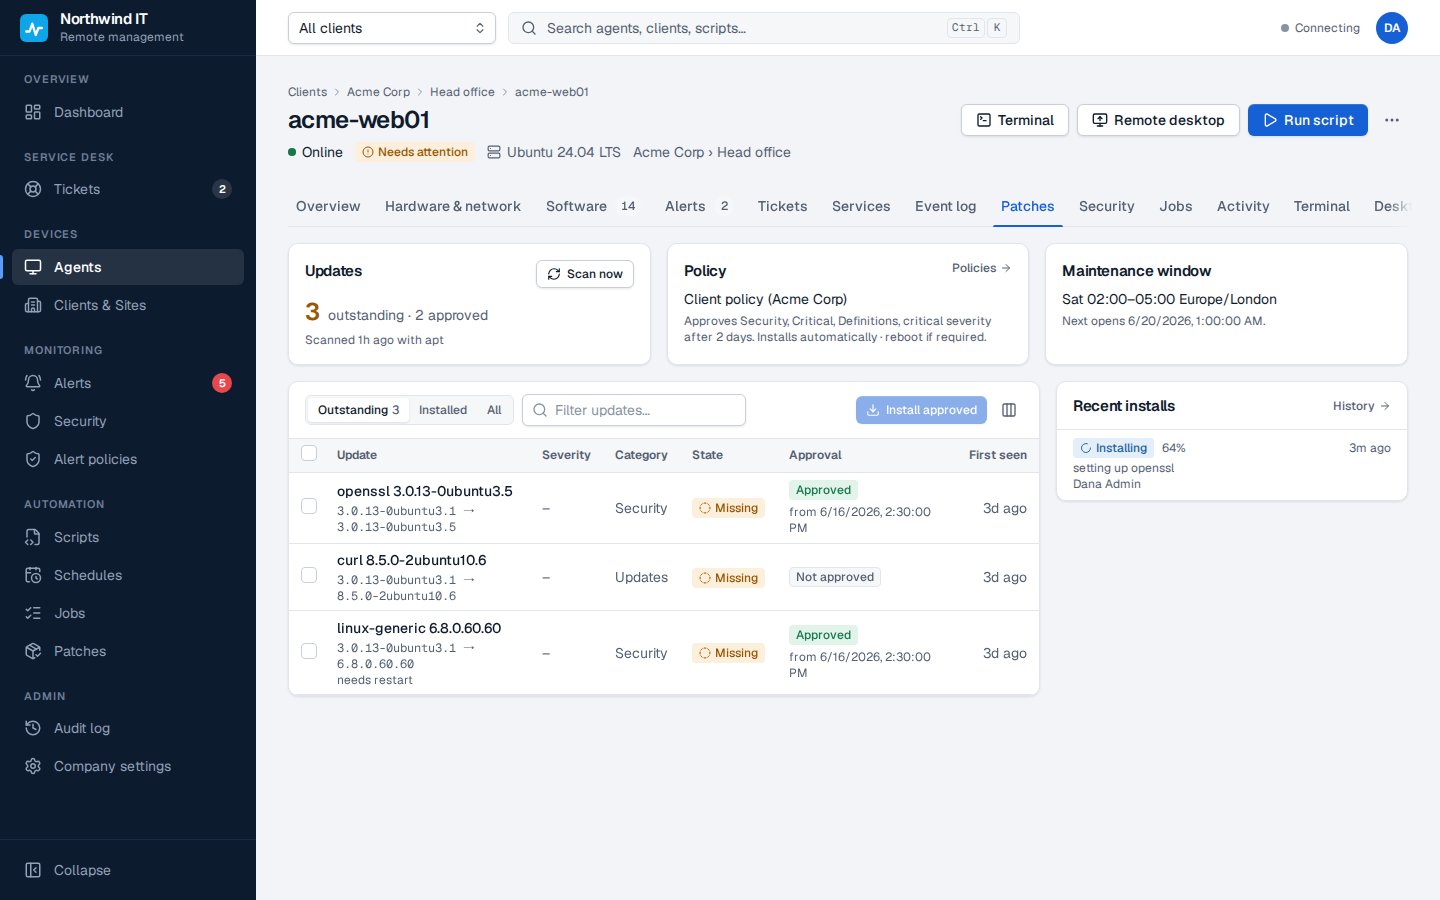 Northwind IT
Remote management
All clients
Search agents, clients, scripts…
Ctrl K
Connecting
DA
OVERVIEW
Dashboard
SERVICE DESK
Tickets 2
DEVICES
Agents
Clients & Sites
MONITORING
Alerts 5
Security
Alert policies
AUTOMATION
Scripts
Schedules
Jobs
Patches
ADMIN
Audit log
Company settings
Collapse
Clients › Acme Corp › Head office › acme-web01
acme-web01
Terminal
Remote desktop
Run script
Online
Needs attention
Ubuntu 24.04 LTS
Acme Corp › Head office
Overview Hardware & network Software 14 Alerts 2 Tickets Services Event log Patches Security Jobs Activity Terminal Desk
Updates
Scan now
3 outstanding · 2 approved
Scanned 1h ago with apt
Policy
Policies →
Client policy (Acme Corp)
Approves Security, Critical, Definitions, critical severity
after 2 days. Installs automatically · reboot if required.
Maintenance window
Sat 02:00–05:00 Europe/London
Next opens 6/20/2026, 1:00:00 AM.
Outstanding 3 Installed All
Filter updates…
Install approved
Update Severity Category State Approval First seen
openssl 3.0.13-0ubuntu3.5
3.0.13-0ubuntu3.1 →
3.0.13-0ubuntu3.5
–
Security
Missing
Approved
from 6/16/2026, 2:30:00
PM
3d ago
curl 8.5.0-2ubuntu10.6
3.0.13-0ubuntu3.1 →
8.5.0-2ubuntu10.6
–
Updates
Missing
Not approved
3d ago
linux-generic 6.8.0.60.60
3.0.13-0ubuntu3.1 →
6.8.0.60.60
needs restart
–
Security
Missing
Approved
from 6/16/2026, 2:30:00
PM
3d ago
Recent installs
History →
Installing 64% 3m ago
setting up openssl
Dana Admin